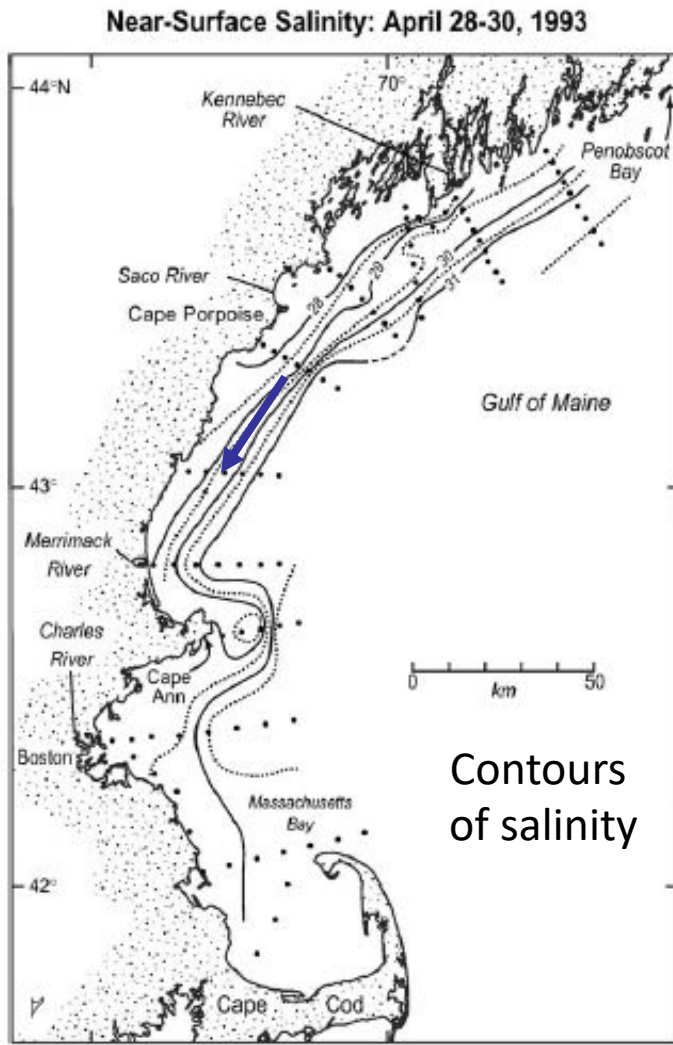 Near-Surface Salinity: April 28-30, 1993
44°N
70°
Kennebec
River
Penobscot
Bay
Saco River
Cape Porpoise
28
29
30
31
Gulf of Maine
43°
Merrimack
River
Charles
River
Cape
Ann
0
50
km
Boston
Contours
of salinity
Massachusetts
Bay
42°
Cape Cod